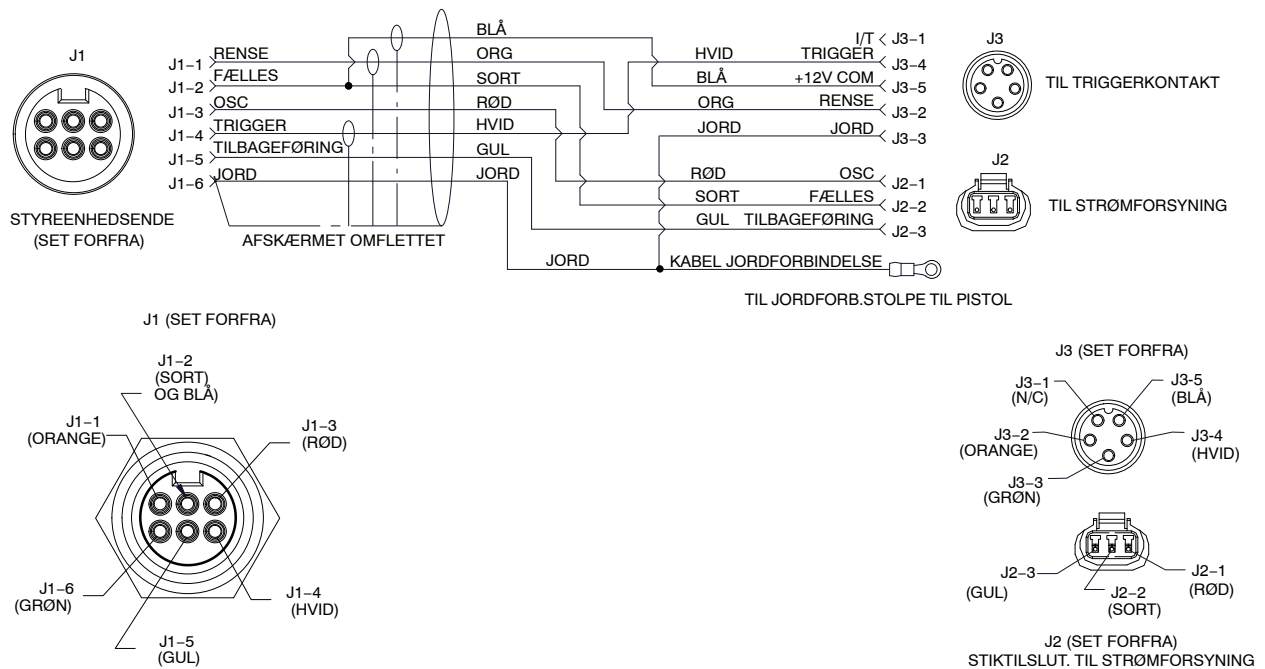 J1
J1-1 RENSE
J1-2 FÆLLES
J1-3 OSC
J1-4 TRIGGER
J1-5 TILBAGEFØRING
J1-6 JORD
STYREENHEDSENDE
(SET FORFRA)
BLÅ
ORG
SORT
RØD
HVID
GUL
JORD
AFSKÆRMET OMFLETTET
I/T J3-1
HVID TRIGGER J3-4
BLÅ +12V COM J3-5
ORG RENSE J3-2
JORD JORD J3-3
RØD OSC J2-1
SORT FÆLLES J2-2
GUL TILBAGEFØRING J2-3
JORD KABEL JORDFORBINDELSE
TIL JORDFORB.STOLPE TIL PISTOL
J3
TIL TRIGGERKONTAKT
J2
TIL STRØMFORSYNING
J1 (SET FORFRA)
J1-2
(SORT)
OG BLÅ)
J1-1
(ORANGE)
J1-3
(RØD)
J1-6
(GRØN)
J1-4
(HVID)
J1-5
(GUL)
J3 (SET FORFRA)
J3-1
(N/C)
J3-5
(BLÅ)
J3-2
(ORANGE)
J3-4
(HVID)
J3-3
(GRØN)
J2-3
(GUL)
J2-1
(RØD)
J2-2
(SORT)
J2 (SET FORFRA)
STIKTILSLUT. TIL STRØMFORSYNING